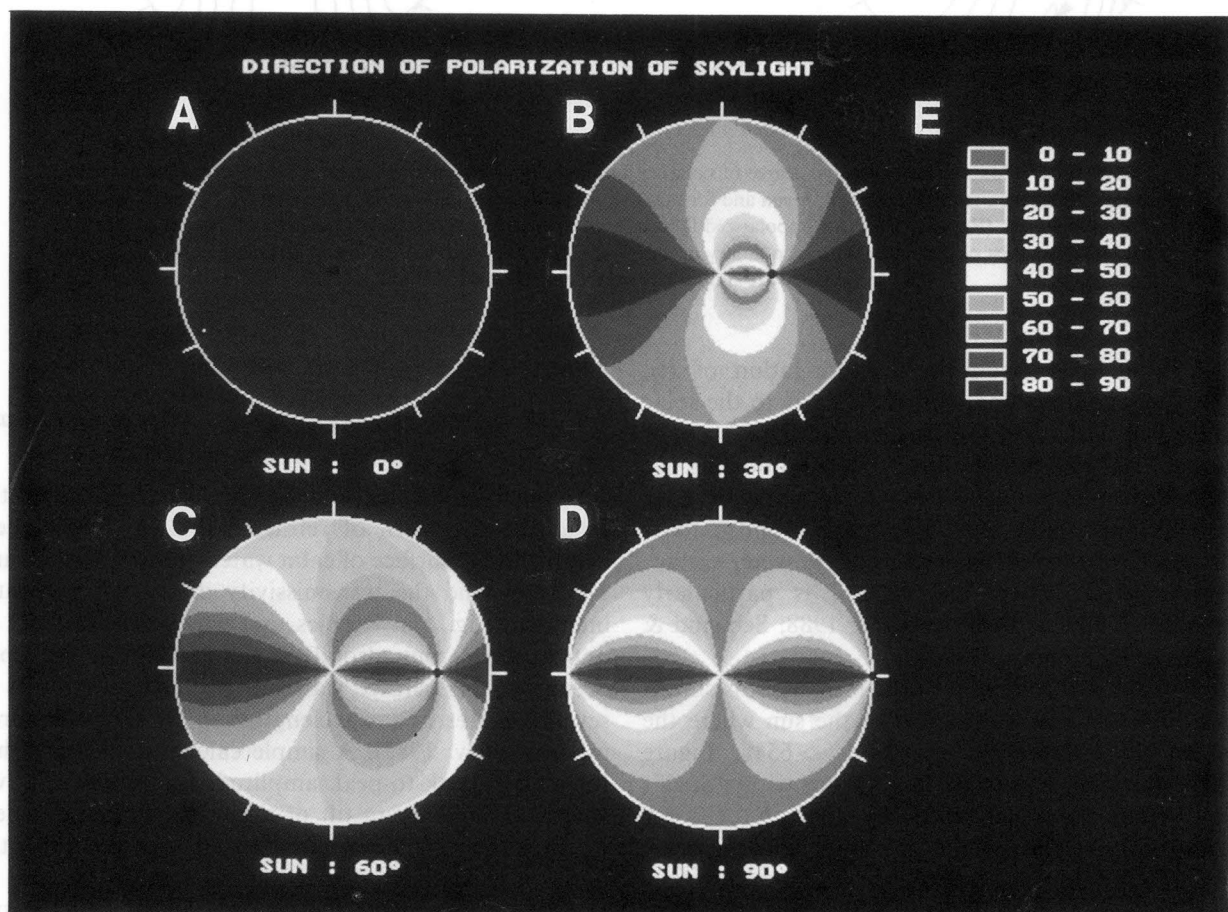 DIRECTION OF POLARIZATION OF SKYLIGHT
A
B
E
0 - 10
10 - 20
20 - 30
30 - 40
40 - 50
50 - 60
60 - 70
70 - 80
80 - 90
SUN : 0°
SUN : 30°
C
D
SUN : 60°
SUN : 90°